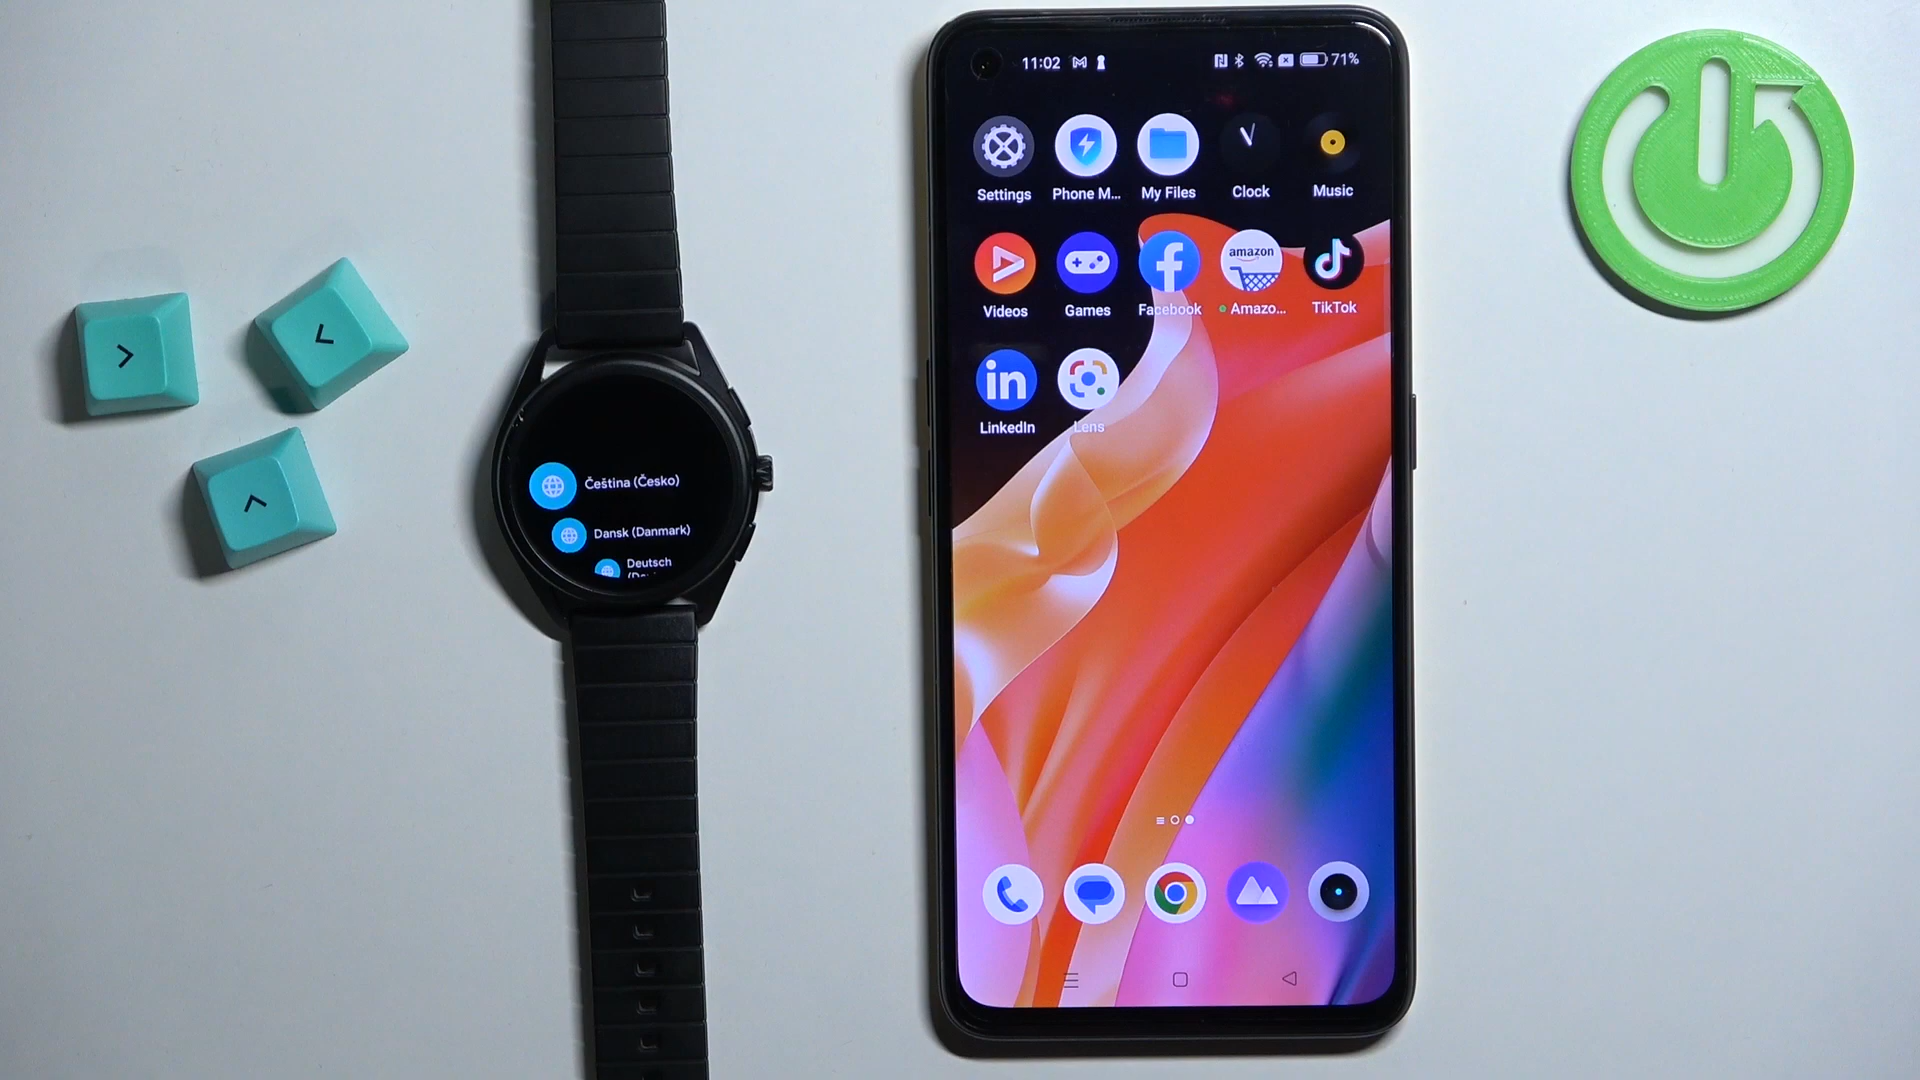 >
<
^
Čeština (Česko)
Dansk (Danmark)
Deutsch
11:02
71%
Settings
Phone M...
My Files
Clock
Music
Videos
Games
Facebook
amazon
Amazo...
TikTok
in
LinkedIn
Lens